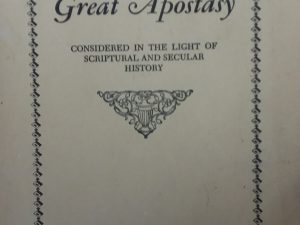 Great Apostasy
CONSIDERED IN THE LIGHT OF
SCRIPTURAL AND SECULAR
HISTORY